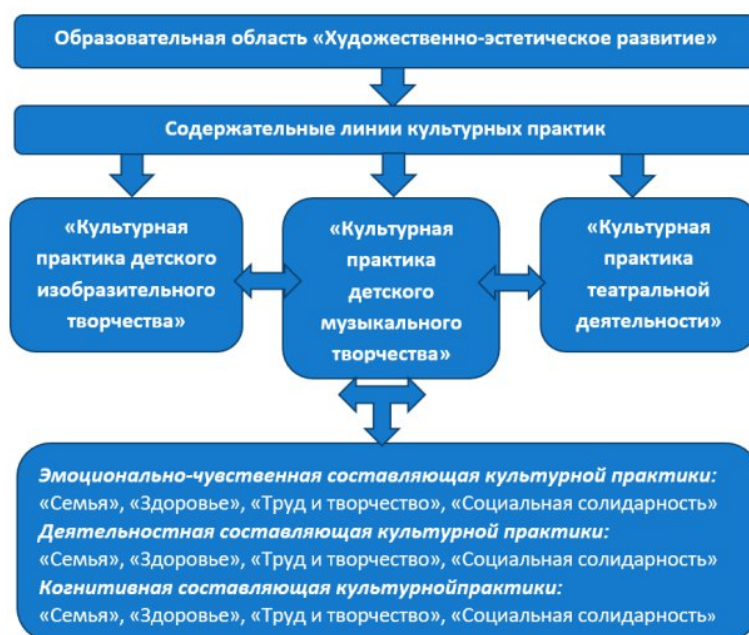 Образовательная область «Художественно-эстетическое развитие»
Содержательные линии культурных практик
«Культурная
практика детского
изобразительного
творчества»
«Культурная
практика
детского
музыкального
творчества»
«Культурная
практика
театральной
деятельности»
Эмоционально-чувственная составляющая культурной практики:
«Семья», «Здоровье», «Труд и творчество», «Социальная солидарность»
Деятельностная составляющая культурной практики:
«Семья», «Здоровье», «Труд и творчество», «Социальная солидарность»
Когнитивная составляющая культурнойпрактики:
«Семья», «Здоровье», «Труд и творчество», «Социальная солидарность»